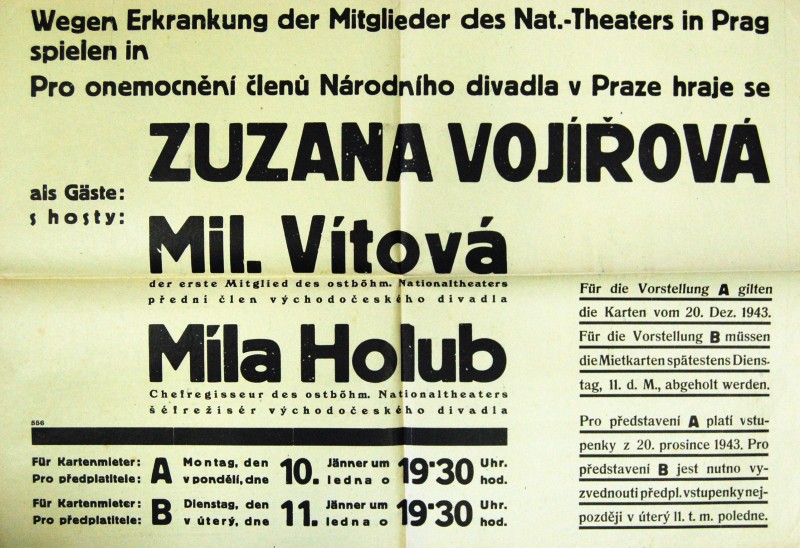 Wegen Erkrankung der Mitglieder des Nat.-Theaters in Prag
spielen in
Pro onemocnění členů Národního divadla v Praze hraje se
ZUZANA VOJÍŘOVÁ
als Gäste:
s hosty:
Mil. Vítová
der erste Mitglied des ostböhm. Nationaltheaters
přední člen východočeského divadla
Míla Holub
Chefregisseur des ostböhm. Nationaltheaters
šéfrežisér východočeského divadla
556
Für Kartenmieter: A Montag, den 10. Jänner um 19·30 Uhr.
Pro předplatitele: v pondělí, dne ledna o hod.
Für Kartenmieter: B Dienstag, den 11. Jänner um 19·30 Uhr.
Pro předplatitele: v úterý, dne ledna o hod.
Für die Vorstellung A gilten
die Karten vom 20. Dez. 1943.
Für die Vorstellung B müssen
die Mietkarten spätestens Diens-
tag, 11. d. M., abgeholt werden.
Pro představení A platí vstu-
penky z 20. prosince 1943. Pro
představení B jest nutno vy-
zvednouti předpl. vstupenky nej-
později v úterý 11. t. m. poledne.